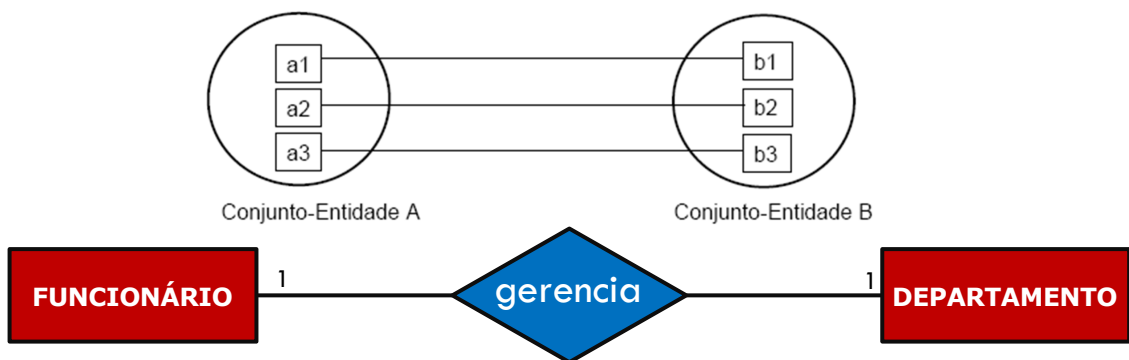 a1
b1
a2
b2
a3
b3
Conjunto-Entidade A
Conjunto-Entidade B
FUNCIONÁRIO
1
gerencia
1
DEPARTAMENTO